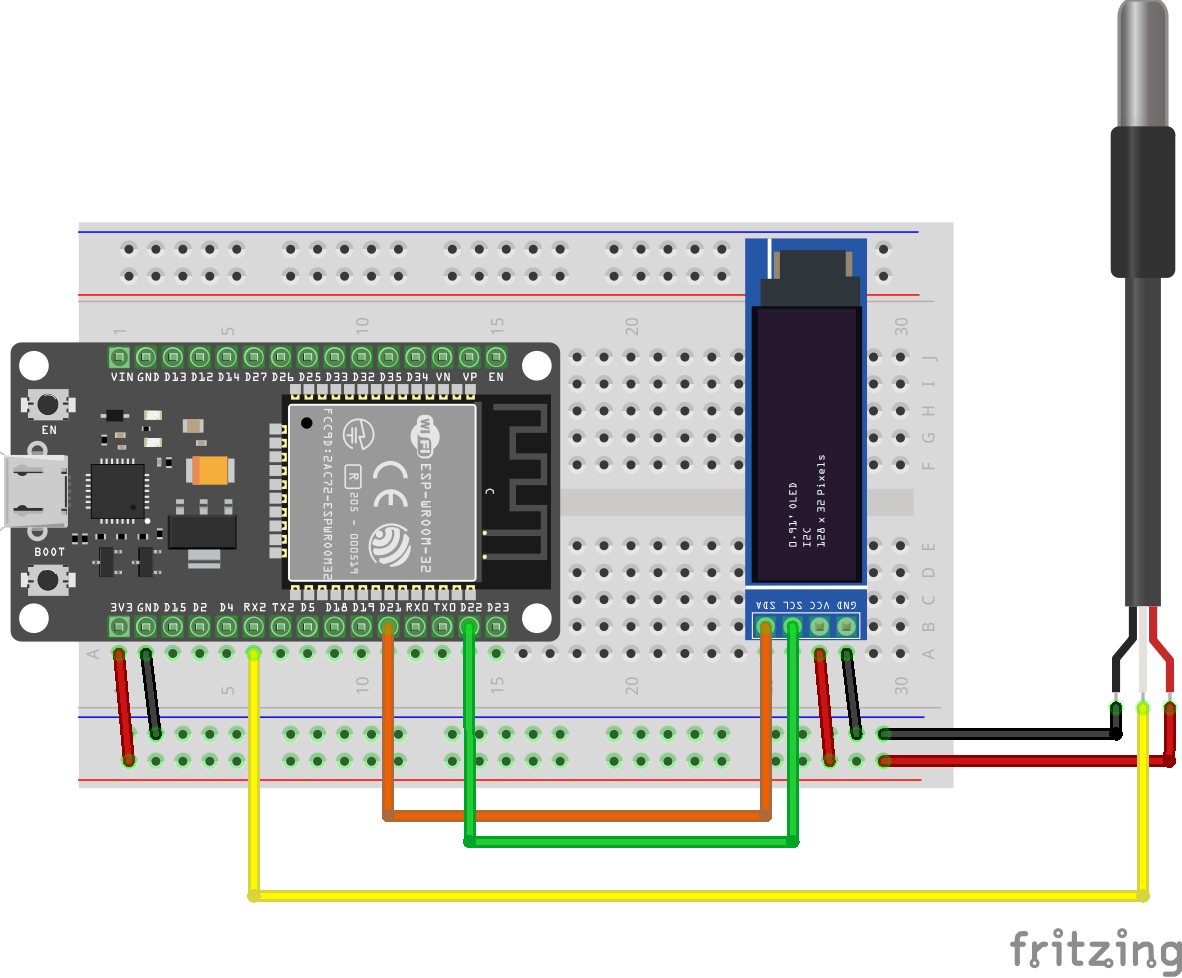 1 5 10 15 20 30
J
I
H
G
F
VIN GND D13 D12 D14 D27 D26 D25 D33 D32 D35 D34 VN VP EN
EN
FCC9D:2AC72-ESPWROOM32
R
205 - 000519
CE
WiFi
ESP-WROOM-32
C
0.91' OLED
I2C
128 x 32 Pixels
BOOT
E
D
C
B
A
3V3 GND D15 D2 D4 RX2 TX2 D5 D18 D19 D21 RX0 TX0 D22 D23
SDA SCL VCC GND
A
5 10 15 20 30
fritzing